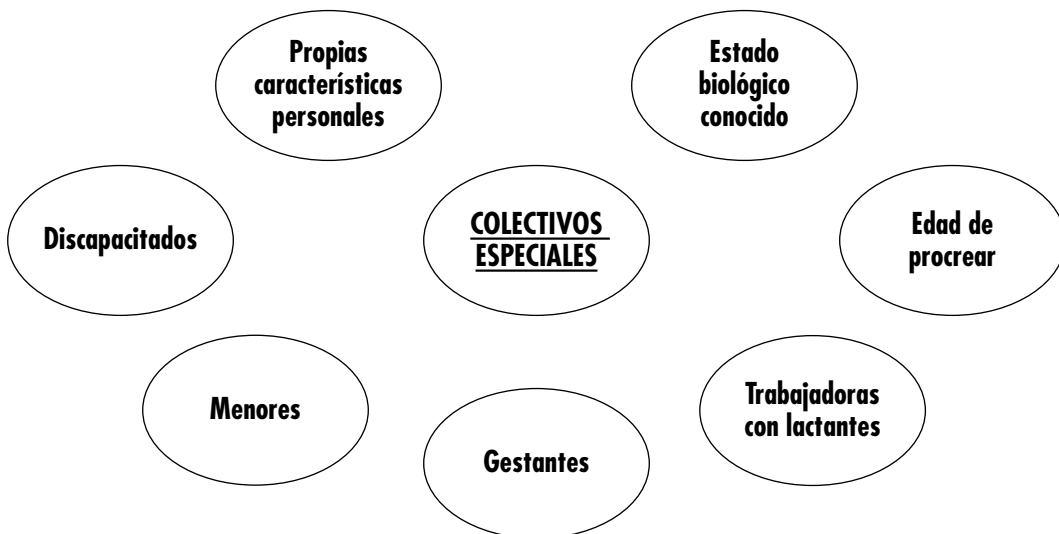 Propias
características
personales
Estado
biológico
conocido
Discapacitados
COLECTIVOS
ESPECIALES
Edad de
procrear
Menores
Gestantes
Trabajadoras
con lactantes